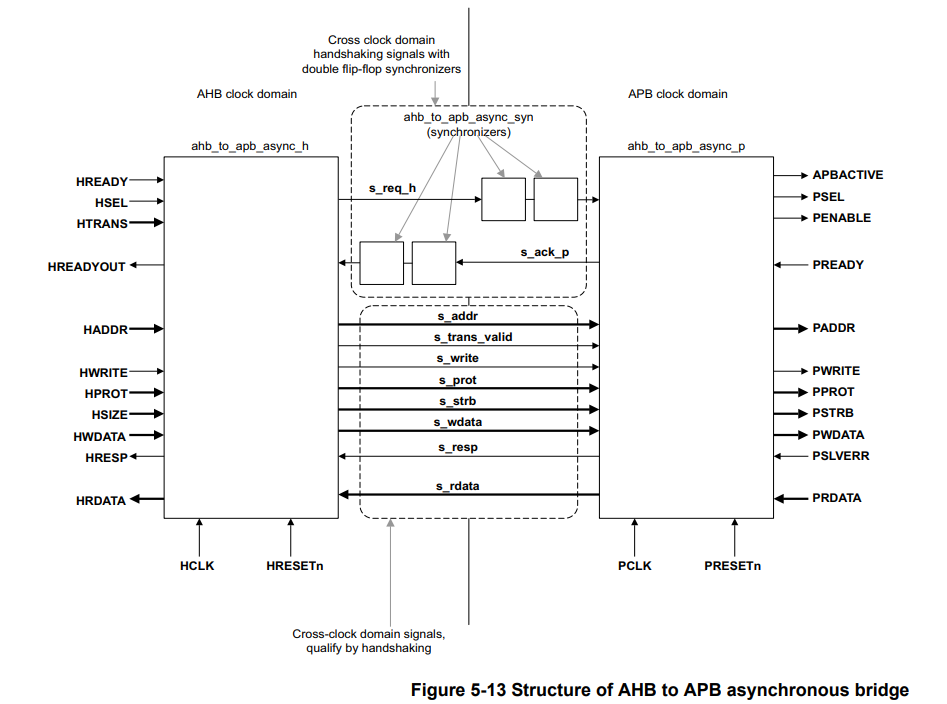 Cross clock domain
handshaking signals with
double flip-flop synchronizers
AHB clock domain
APB clock domain
ahb_to_apb_async_syn
(synchronizers)
ahb_to_apb_async_h
ahb_to_apb_async_p
HREADY
HSEL
HTRANS
HREADYOUT
HADDR
HWRITE
HPROT
HSIZE
HWDATA
HRESP
HRDATA
s_req_h
s_ack_p
s_addr
s_trans_valid
s_write
s_prot
s_strb
s_wdata
s_resp
s_rdata
APBACTIVE
PSEL
PENABLE
PREADY
PADDR
PWRITE
PPROT
PSTRB
PWDATA
PSLVERR
PRDATA
HCLK
HRESETn
PCLK
PRESETn
Cross-clock domain signals,
qualify by handshaking
Figure 5-13 Structure of AHB to APB asynchronous bridge